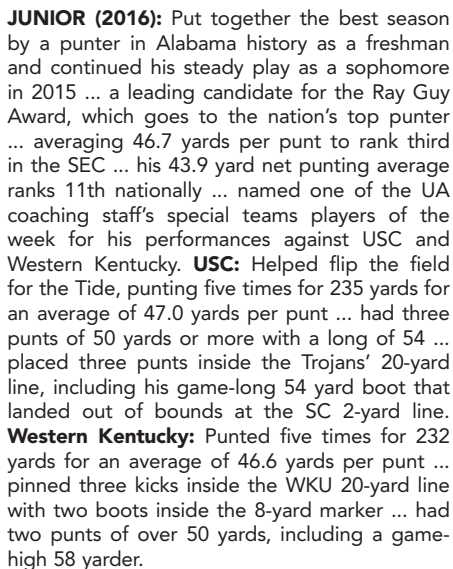 JUNIOR (2016): Put together the best season
by a punter in Alabama history as a freshman
and continued his steady play as a sophomore
in 2015 ... a leading candidate for the Ray Guy
Award, which goes to the nation's top punter
... averaging 46.7 yards per punt to rank third
in the SEC ... his 43.9 yard net punting average
ranks 11th nationally ... named one of the UA
coaching staff's special teams players of the
week for his performances against USC and
Western Kentucky. USC: Helped flip the field
for the Tide, punting five times for 235 yards for
an average of 47.0 yards per punt ... had three
punts of 50 yards or more with a long of 54 ...
placed three punts inside the Trojans' 20-yard
line, including his game-long 54 yard boot that
landed out of bounds at the SC 2-yard line.
Western Kentucky: Punted five times for 232
yards for an average of 46.6 yards per punt ...
pinned three kicks inside the WKU 20-yard line
with two boots inside the 8-yard marker ... had
two punts of over 50 yards, including a game-
high 58 yarder.